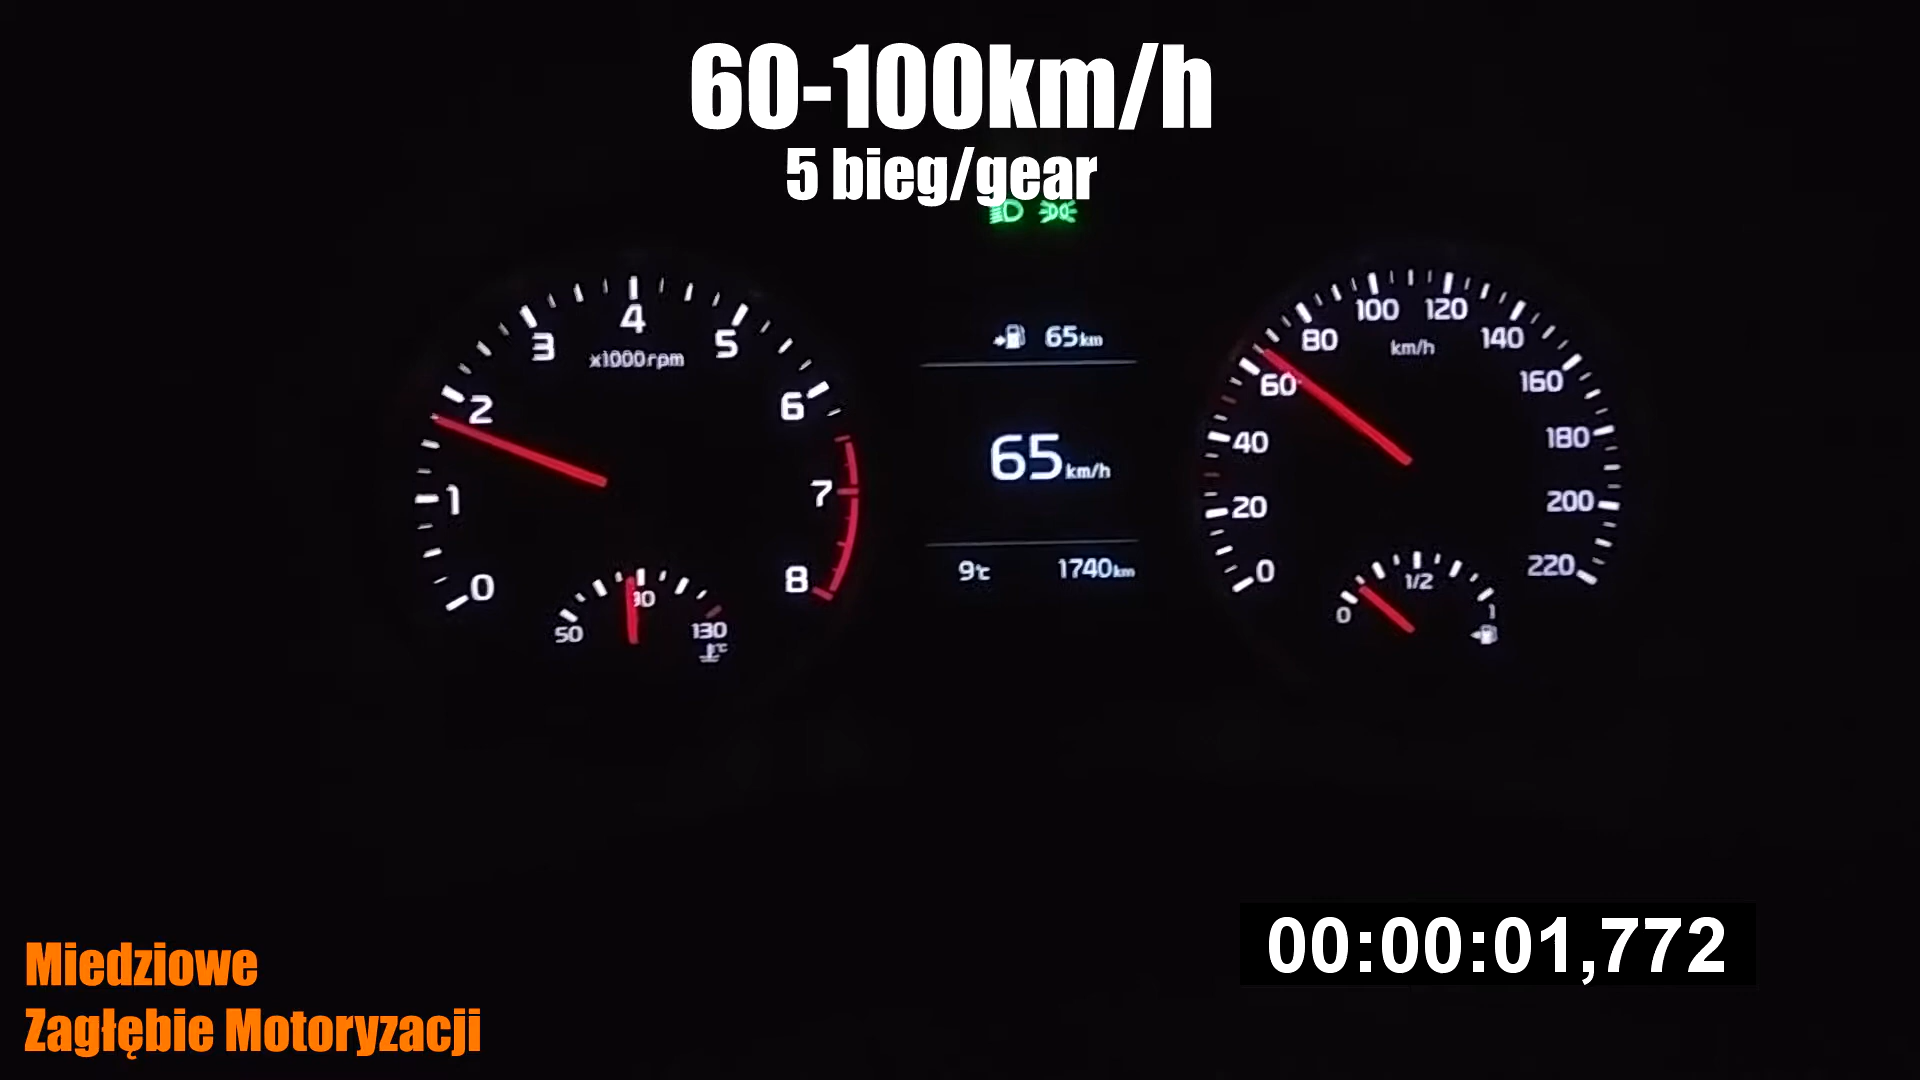 60-100km/h
5 bieg/gear
65km
65km/h
9°C
1740km
0
1
2
3
4
5
6
7
8
x1000rpm
50
90
130
°C
0
20
40
60
80
100
120
140
160
180
200
220
km/h
0
1/2
1
00:00:01,772
Miedziowe
Zagłębie Motoryzacji